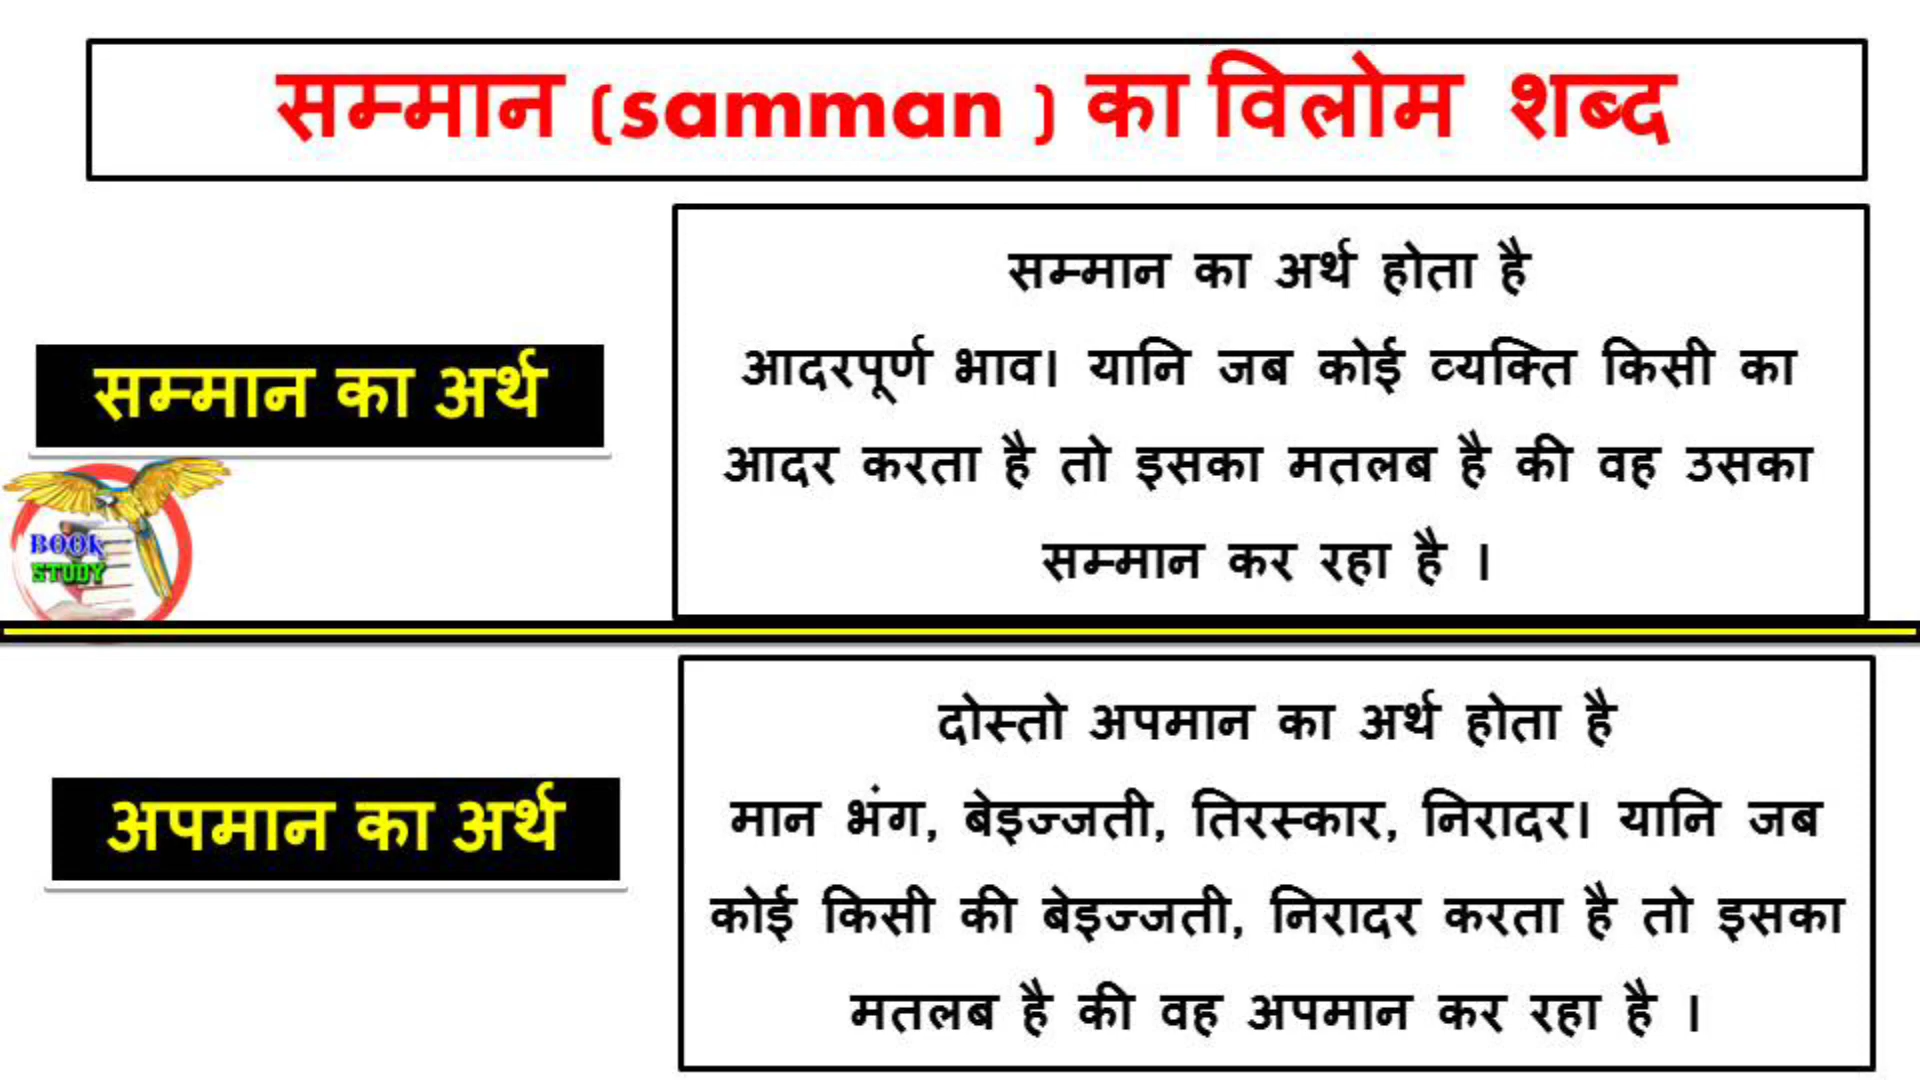 सम्मान (samman ) का विलोम शब्द
सम्मान का अर्थ
सम्मान का अर्थ होता है
आदरपूर्ण भाव। यानि जब कोई व्यक्ति किसी का
आदर करता है तो इसका मतलब है की वह उसका
सम्मान कर रहा है ।
BOOK
STUDY
अपमान का अर्थ
दोस्तो अपमान का अर्थ होता है
मान भंग, बेइज्जती, तिरस्कार, निरादर। यानि जब
कोई किसी की बेइज्जती, निरादर करता है तो इसका
मतलब है की वह अपमान कर रहा है ।